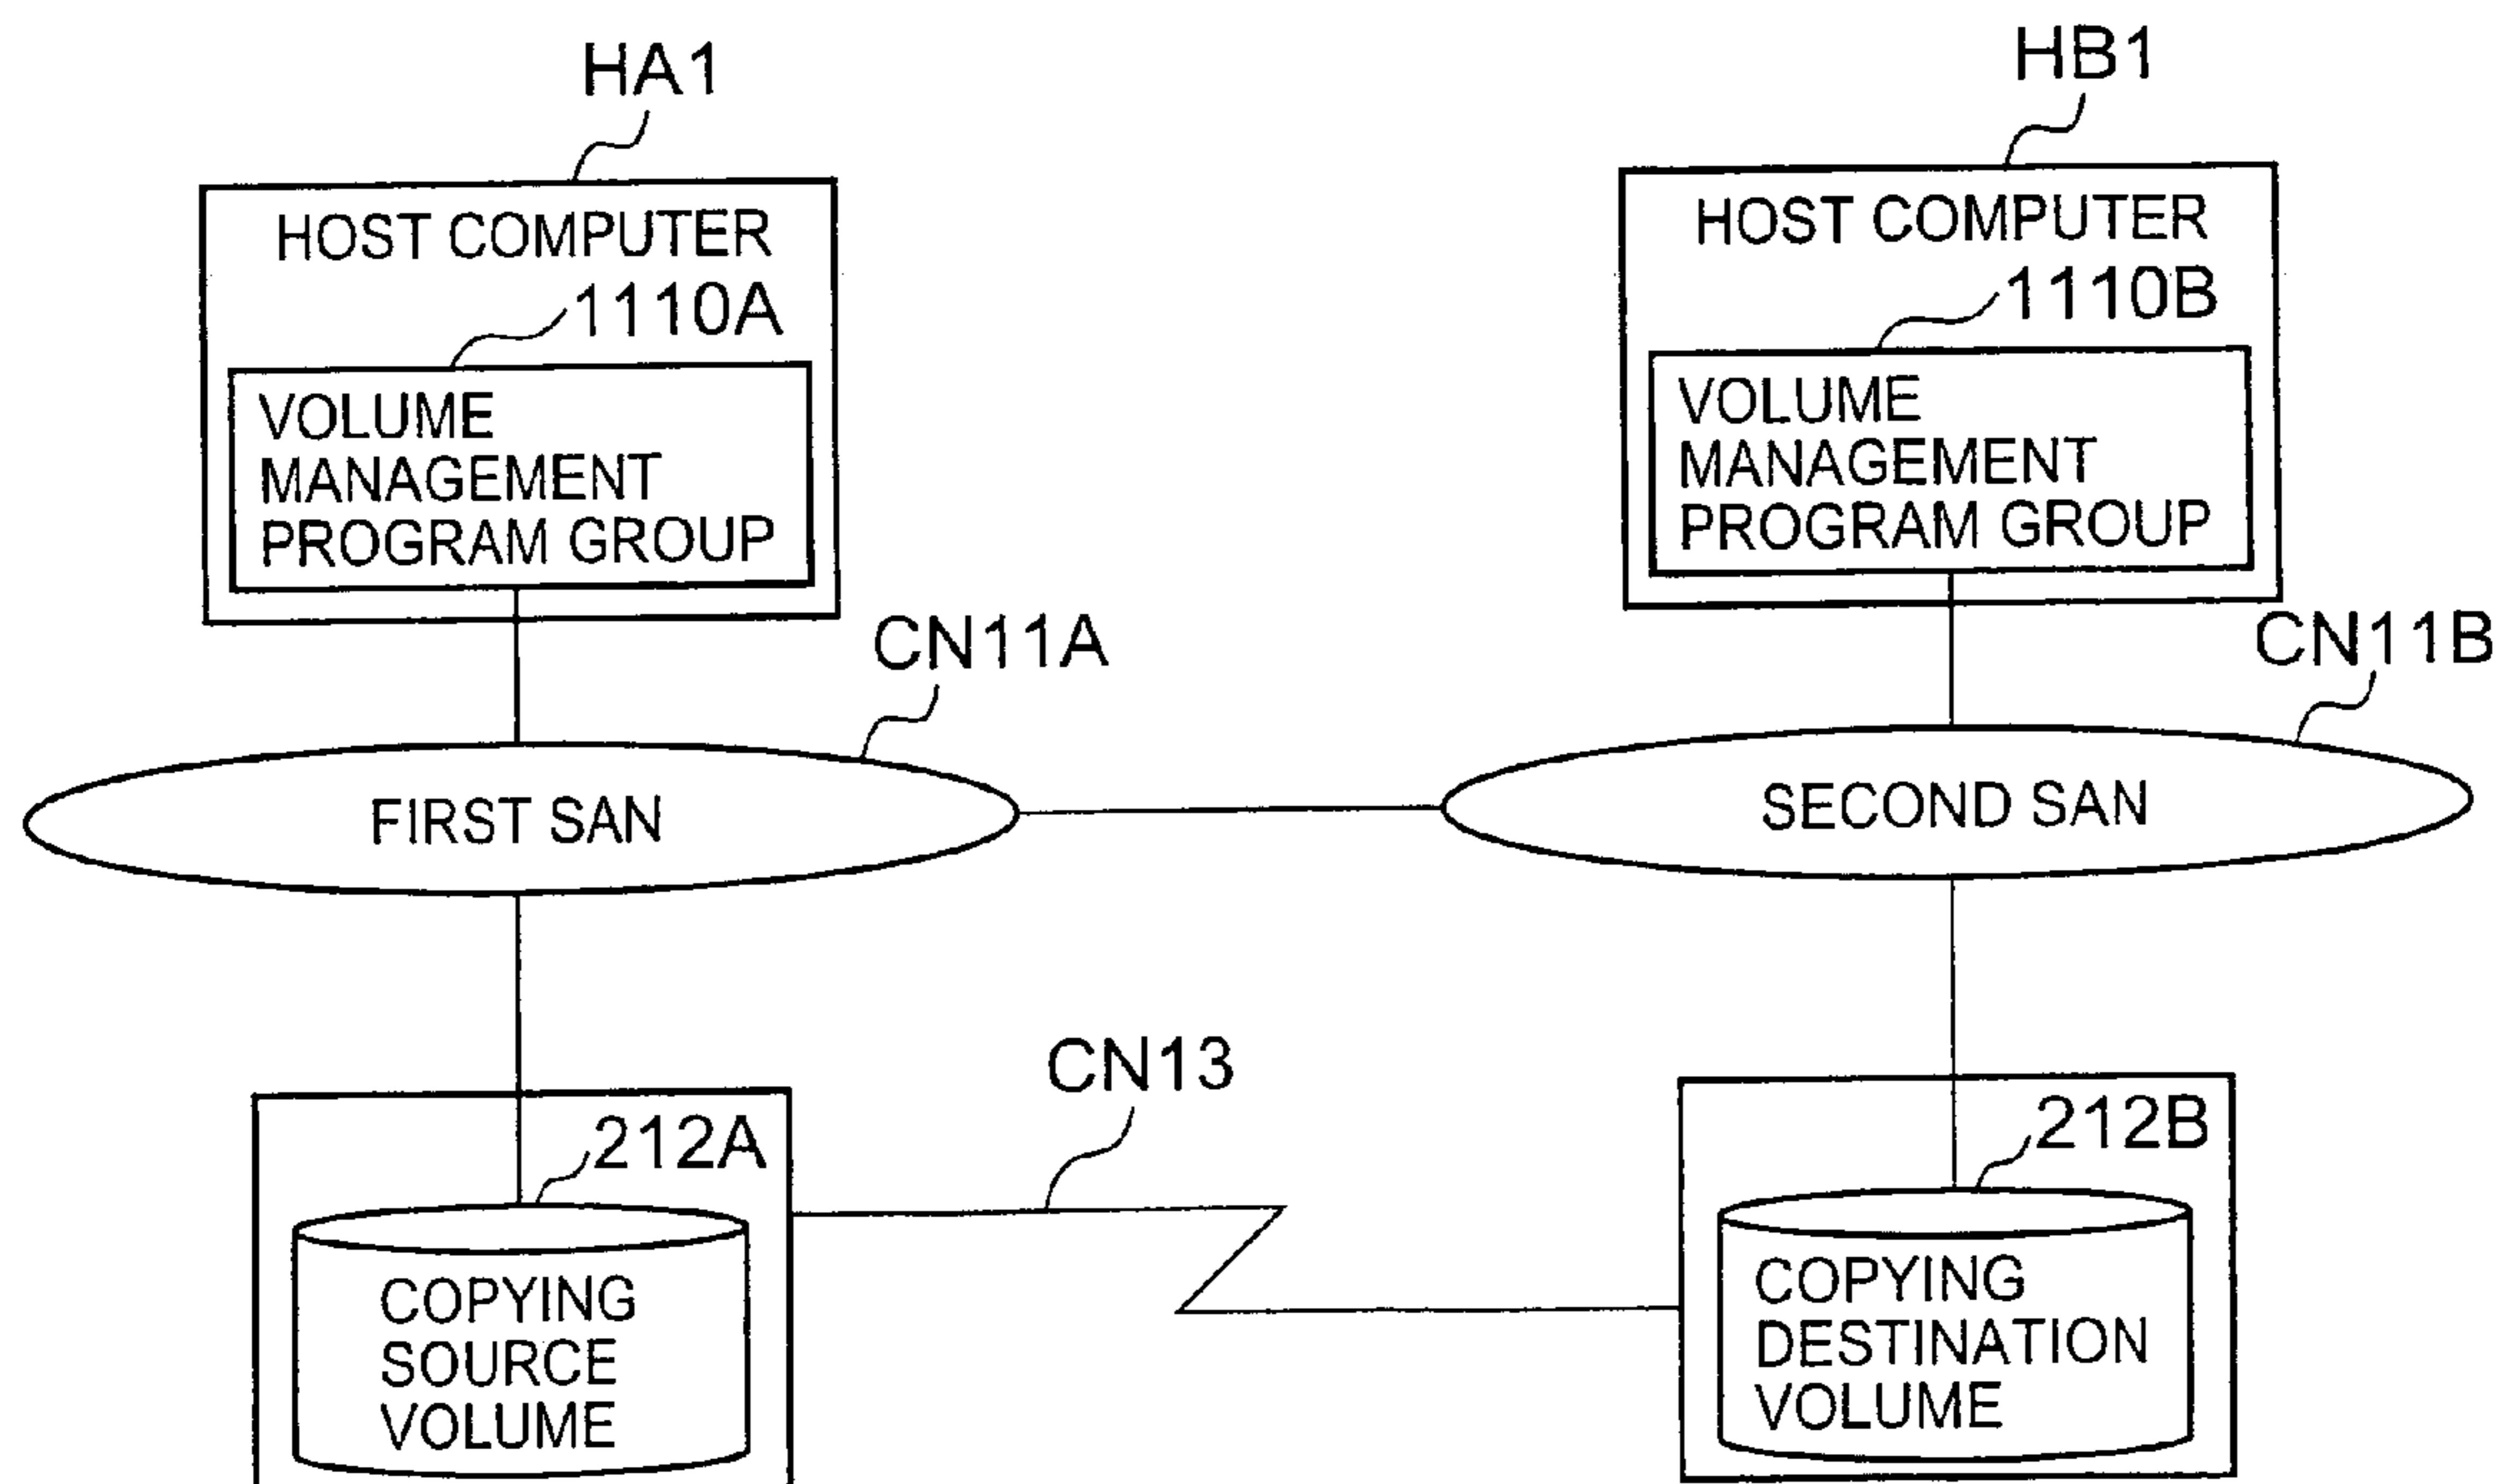 HA1
HB1
HOST COMPUTER
1110A
VOLUME
MANAGEMENT
PROGRAM GROUP
HOST COMPUTER
1110B
VOLUME
MANAGEMENT
PROGRAM GROUP
CN11A
CN11B
FIRST SAN
SECOND SAN
CN13
212A
COPYING
SOURCE
VOLUME
212B
COPYING
DESTINATION
VOLUME